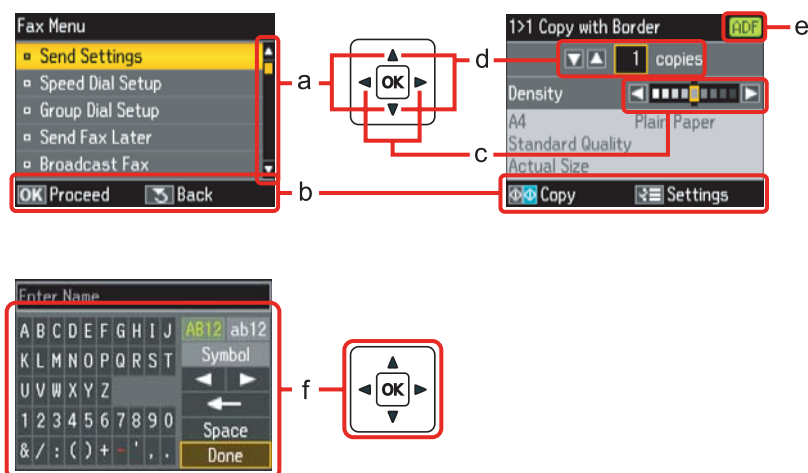 Fax Menu
Send Settings
Speed Dial Setup
Group Dial Setup
Send Fax Later
Broadcast Fax
OK Proceed Back
a
b
OK
d
c
1>1 Copy with Border ADF
e
1 copies
Density
A4 Plain Paper
Standard Quality
Actual Size
Copy Settings
Enter Name
A B C D E F G H I J AB12 ab12
K L M N O P Q R S T Symbol
U V W X Y Z
1 2 3 4 5 6 7 8 9 0 Space
& / : ( ) + - ' , . Done
f
OK